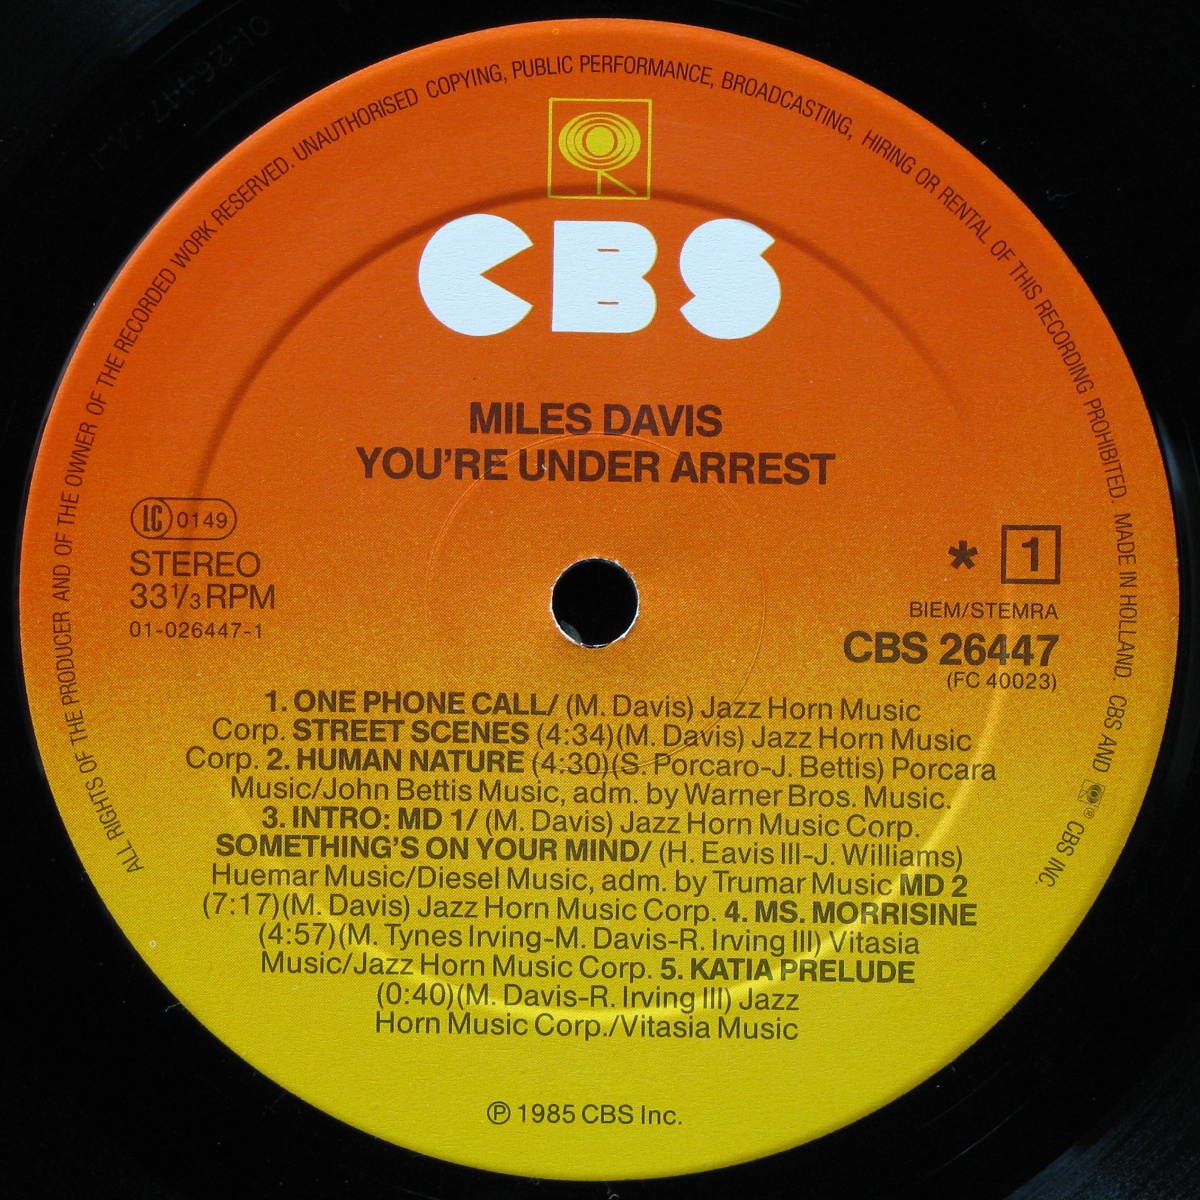 ALL RIGHTS OF THE PRODUCER AND OF THE OWNER OF THE RECORDED WORK RESERVED. UNAUTHORISED COPYING, PUBLIC PERFORMANCE, BROADCASTING, HIRING OR RENTAL OF THIS RECORDING PROHIBITED. MADE IN HOLLAND. CBS AND ℗ CBS INC.
CBS
MILES DAVIS
YOU'RE UNDER ARREST
LC 0149
STEREO
33⅓ RPM
01-026447-1
* 1
BIEM/STEMRA
CBS 26447
(FC 40023)
1. ONE PHONE CALL/ (M. Davis) Jazz Horn Music
Corp. STREET SCENES (4:34)(M. Davis) Jazz Horn Music
Corp. 2. HUMAN NATURE (4:30)(S. Porcaro-J. Bettis) Porcara
Music/John Bettis Music, adm. by Warner Bros. Music.
3. INTRO: MD 1/ (M. Davis) Jazz Horn Music Corp.
SOMETHING'S ON YOUR MIND/ (H. Eavis III-J. Williams)
Huemar Music/Diesel Music, adm. by Trumar Music MD 2
(7:17)(M. Davis) Jazz Horn Music Corp. 4. MS. MORRISINE
(4:57)(M. Tynes Irving-M. Davis-R. Irving III) Vitasia
Music/Jazz Horn Music Corp. 5. KATIA PRELUDE
(0:40)(M. Davis-R. Irving III) Jazz
Horn Music Corp./Vitasia Music
℗ 1985 CBS Inc.